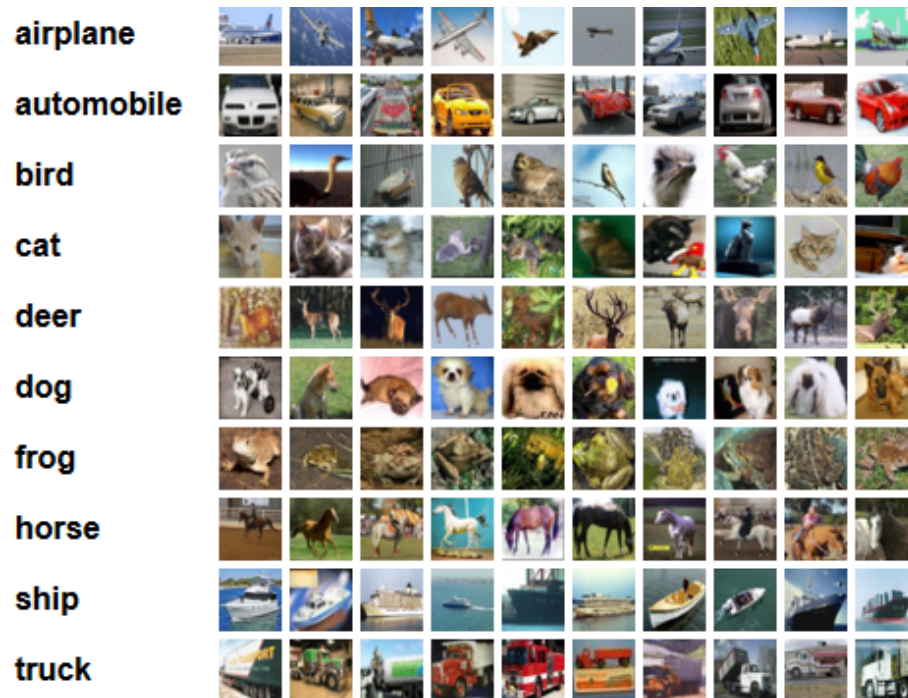 airplane
automobile
bird
cat
deer
dog
frog
horse
ship
truck